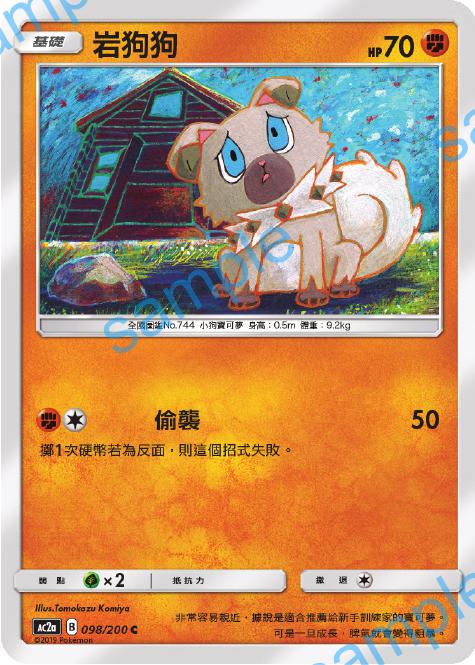 基礎 岩狗狗 HP70
全國圖鑑No.744 小狗寶可夢 身高：0.5m 體重：9.2kg
偷襲 50
擲1次硬幣若為反面，則這個招式失敗。
弱點 ×2 抵抗力 撤退
Illus.Tomokazu Komiya
AC2a B 098/200 C
©2019 Pokémon
非常容易親近，據說是適合推薦給新手訓練家的寶可夢。
可是一旦成長，脾氣就會變得粗暴。
sample
sample
sample
sample